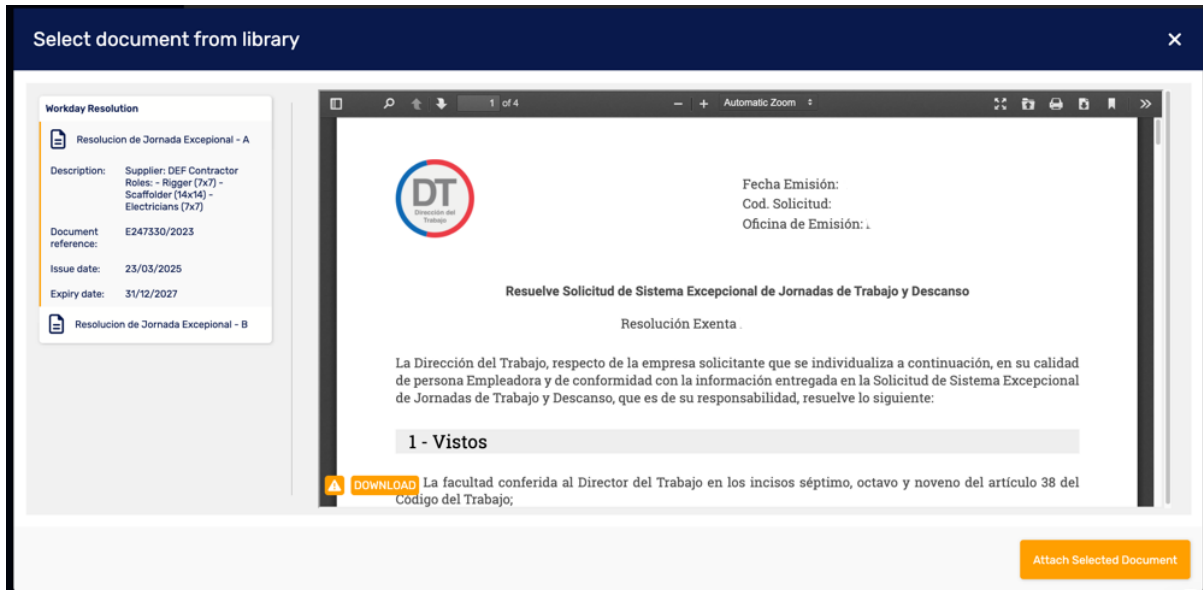 Select document from library
Workday Resolution
Resolucion de Jornada Excepional - A
Description:
Supplier: DEF Contractor
Roles: - Rigger (7x7) -
Scaffolder (14x14) -
Electricians (7x7)
Document
reference:
E247330/2023
Issue date:
23/03/2025
Expiry date:
31/12/2027
Resolucion de Jornada Excepional - B
1 of 4
Automatic Zoom
DT
Dirección del
Trabajo
Fecha Emisión:
Cod. Solicitud:
Oficina de Emisión:
Resuelve Solicitud de Sistema Excepcional de Jornadas de Trabajo y Descanso
Resolución Exenta
La Dirección del Trabajo, respecto de la empresa solicitante que se individualiza a continuación, en su calidad
de persona Empleadora y de conformidad con la información entregada en la Solicitud de Sistema Excepcional
de Jornadas de Trabajo y Descanso, que es de su responsabilidad, resuelve lo siguiente:
1 - Vistos
DOWNLOAD
La facultad conferida al Director del Trabajo en los incisos séptimo, octavo y noveno del artículo 38 del
Código del Trabajo;
Attach Selected Document